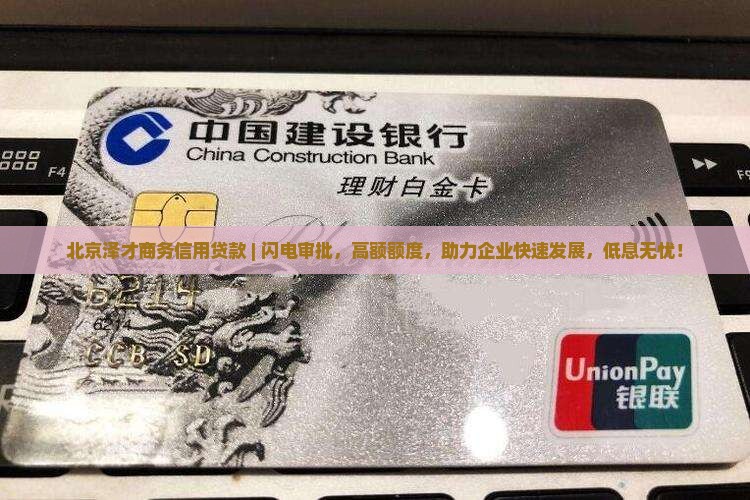 中国建设银行
China Construction Bank
理财白金卡
北京泽才商务信用贷款 | 闪电审批，高额额度，助力企业快速发展，低息无忧！
6214
6214
CCB SD
UnionPay
银联
F4